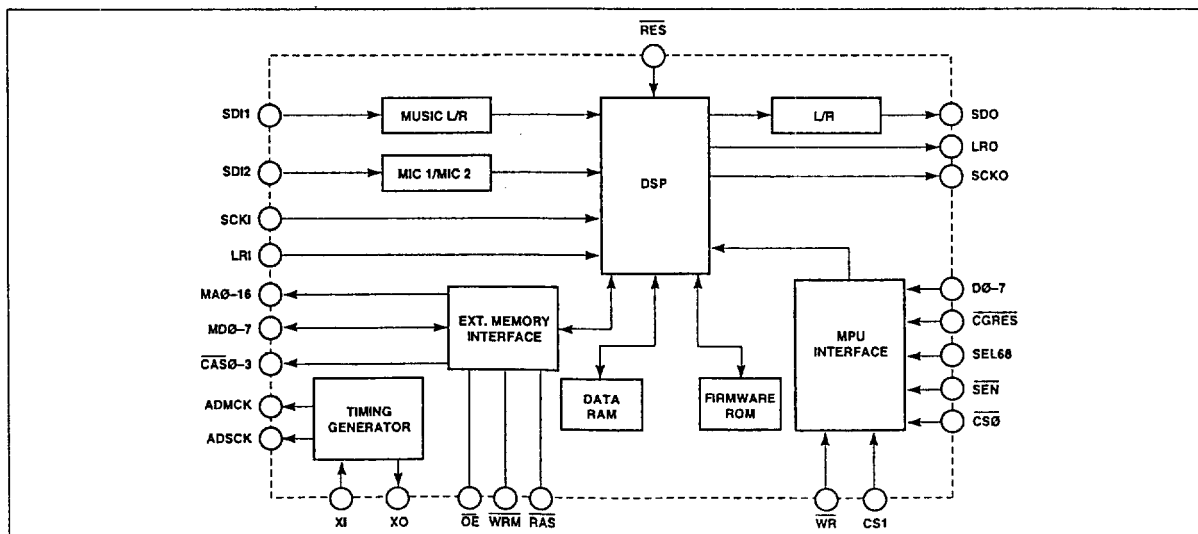 RES
SDI1
MUSIC L/R
L/R
SDO
LRO
SDI2
MIC 1/MIC 2
DSP
SCKO
SCKI
LRI
MAØ–16
EXT. MEMORY
INTERFACE
MDØ–7
CASØ–3
DØ–7
CGRES
MPU
INTERFACE
SEL68
SEN
CSØ
DATA
RAM
FIRMWARE
ROM
ADMCK
TIMING
GENERATOR
ADSCK
XI
XO
OE
WRM
RAS
WR
CS1